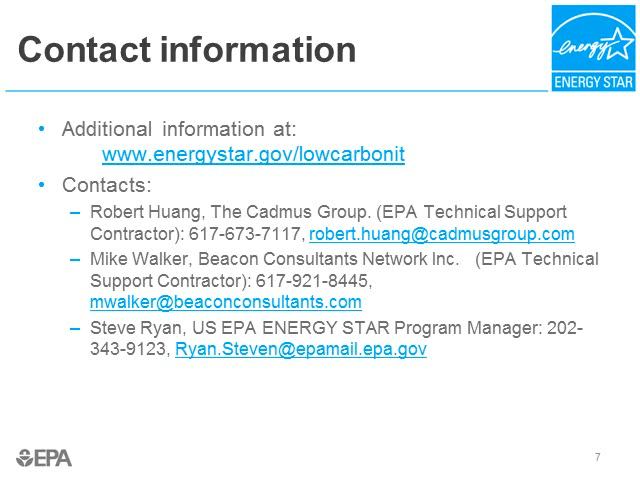 Contact information
energy
ENERGY STAR
• Additional information at:
www.energystar.gov/lowcarbonit
• Contacts:
– Robert Huang, The Cadmus Group. (EPA Technical Support
Contractor): 617-673-7117, robert.huang@cadmusgroup.com
– Mike Walker, Beacon Consultants Network Inc. (EPA Technical
Support Contractor): 617-921-8445,
mwalker@beaconconsultants.com
– Steve Ryan, US EPA ENERGY STAR Program Manager: 202-
343-9123, Ryan.Steven@epamail.epa.gov
EPA
7